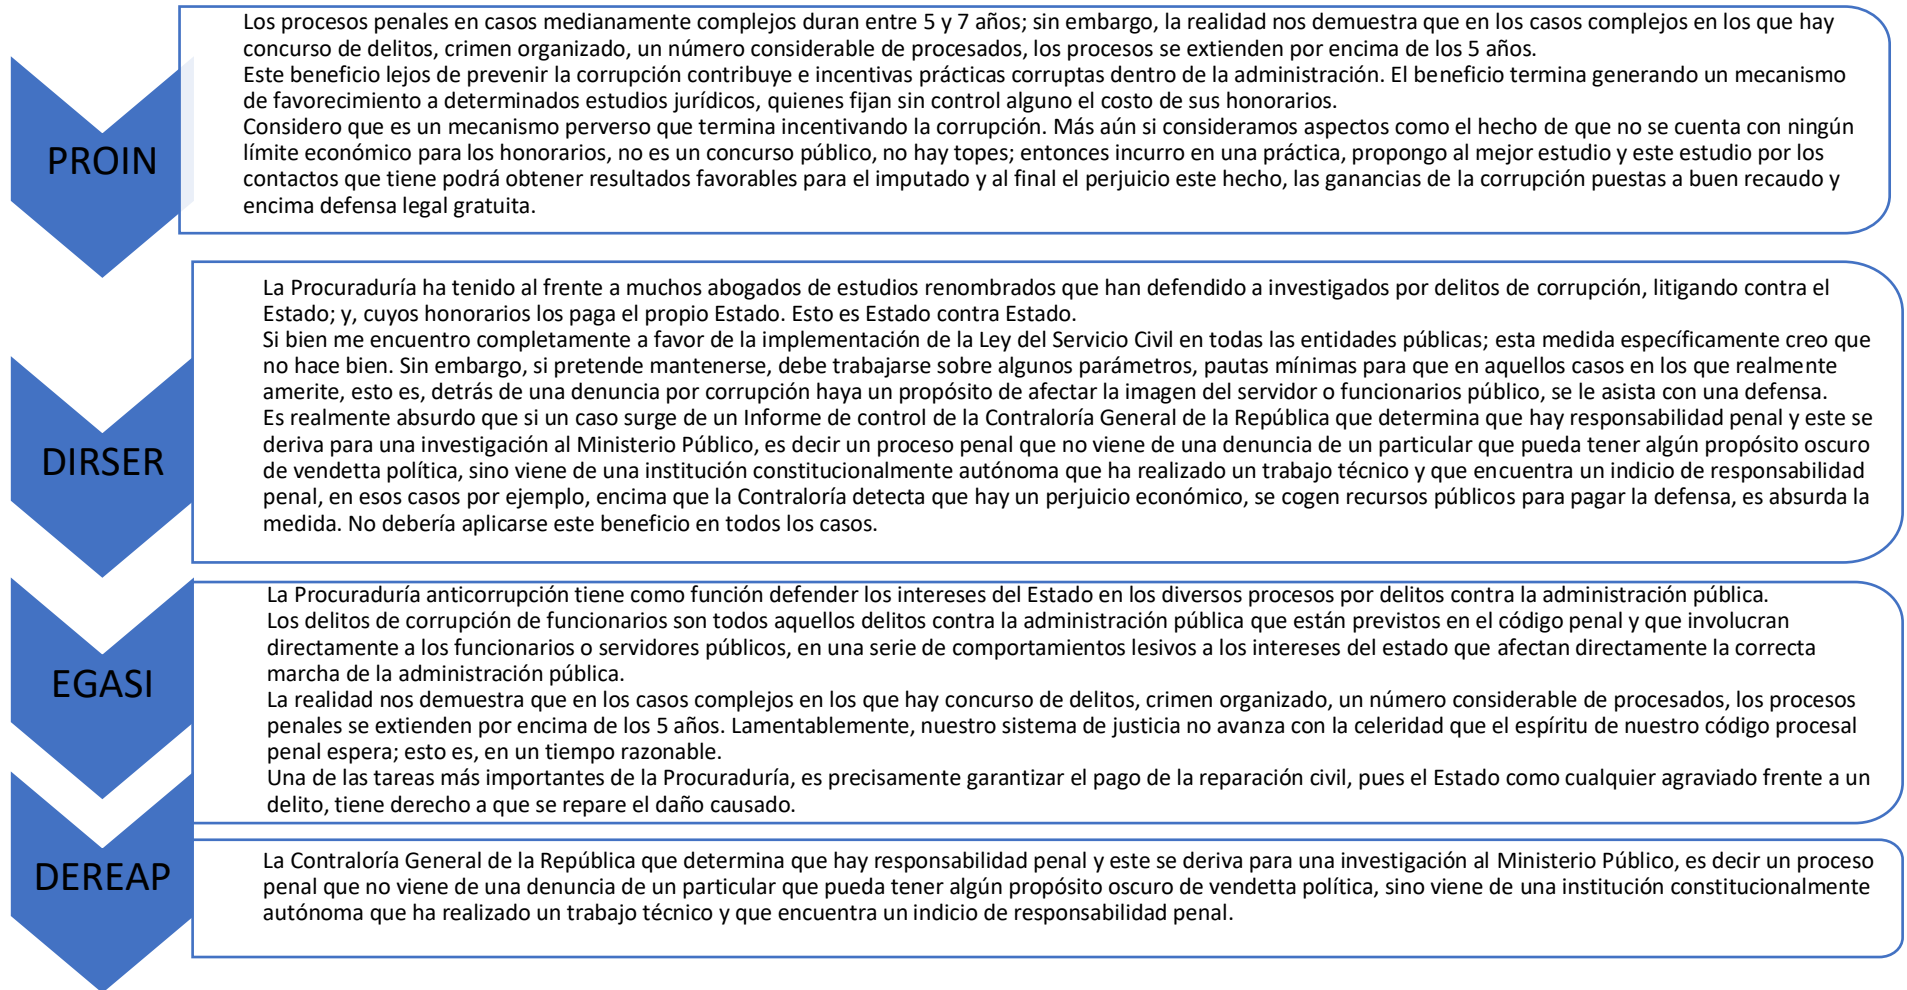 Los procesos penales en casos medianamente complejos duran entre 5 y 7 años; sin embargo, la realidad nos demuestra que en los casos complejos en los que hay
concurso de delitos, crimen organizado, un número considerable de procesados, los procesos se extienden por encima de los 5 años.
Este beneficio lejos de prevenir la corrupción contribuye e incentivas prácticas corruptas dentro de la administración. El beneficio termina generando un mecanismo
de favorecimiento a determinados estudios jurídicos, quienes fijan sin control alguno el costo de sus honorarios.
Considero que es un mecanismo perverso que termina incentivando la corrupción. Más aún si consideramos aspectos como el hecho de que no se cuenta con ningún
límite económico para los honorarios, no es un concurso público, no hay topes; entonces incurro en una práctica, propongo al mejor estudio y este estudio por los
contactos que tiene podrá obtener resultados favorables para el imputado y al final el perjuicio este hecho, las ganancias de la corrupción puestas a buen recaudo y
encima defensa legal gratuita.
PROIN
La Procuraduría ha tenido al frente a muchos abogados de estudios renombrados que han defendido a investigados por delitos de corrupción, litigando contra el
Estado; y, cuyos honorarios los paga el propio Estado. Esto es Estado contra Estado.
Si bien me encuentro completamente a favor de la implementación de la Ley del Servicio Civil en todas las entidades públicas; esta medida específicamente creo que
no hace bien. Sin embargo, si pretende mantenerse, debe trabajarse sobre algunos parámetros, pautas mínimas para que en aquellos casos en los que realmente
amerite, esto es, detrás de una denuncia por corrupción haya un propósito de afectar la imagen del servidor o funcionarios público, se le asista con una defensa.
Es realmente absurdo que si un caso surge de un Informe de control de la Contraloría General de la República que determina que hay responsabilidad penal y este se
deriva para una investigación al Ministerio Público, es decir un proceso penal que no viene de una denuncia de un particular que pueda tener algún propósito oscuro
de vendetta política, sino viene de una institución constitucionalmente autónoma que ha realizado un trabajo técnico y que encuentra un indicio de responsabilidad
penal, en esos casos por ejemplo, encima que la Contraloría detecta que hay un perjuicio económico, se cogen recursos públicos para pagar la defensa, es absurda la
medida. No debería aplicarse este beneficio en todos los casos.
DIRSER
La Procuraduría anticorrupción tiene como función defender los intereses del Estado en los diversos procesos por delitos contra la administración pública.
Los delitos de corrupción de funcionarios son todos aquellos delitos contra la administración pública que están previstos en el código penal y que involucran
directamente a los funcionarios o servidores públicos, en una serie de comportamientos lesivos a los intereses del estado que afectan directamente la correcta
marcha de la administración pública.
La realidad nos demuestra que en los casos complejos en los que hay concurso de delitos, crimen organizado, un número considerable de procesados, los procesos
penales se extienden por encima de los 5 años. Lamentablemente, nuestro sistema de justicia no avanza con la celeridad que el espíritu de nuestro código procesal
penal espera; esto es, en un tiempo razonable.
Una de las tareas más importantes de la Procuraduría, es precisamente garantizar el pago de la reparación civil, pues el Estado como cualquier agraviado frente a un
delito, tiene derecho a que se repare el daño causado.
EGASI
La Contraloría General de la República que determina que hay responsabilidad penal y este se deriva para una investigación al Ministerio Público, es decir un proceso
penal que no viene de una denuncia de un particular que pueda tener algún propósito oscuro de vendetta política, sino viene de una institución constitucionalmente
autónoma que ha realizado un trabajo técnico y que encuentra un indicio de responsabilidad penal.
DEREAP